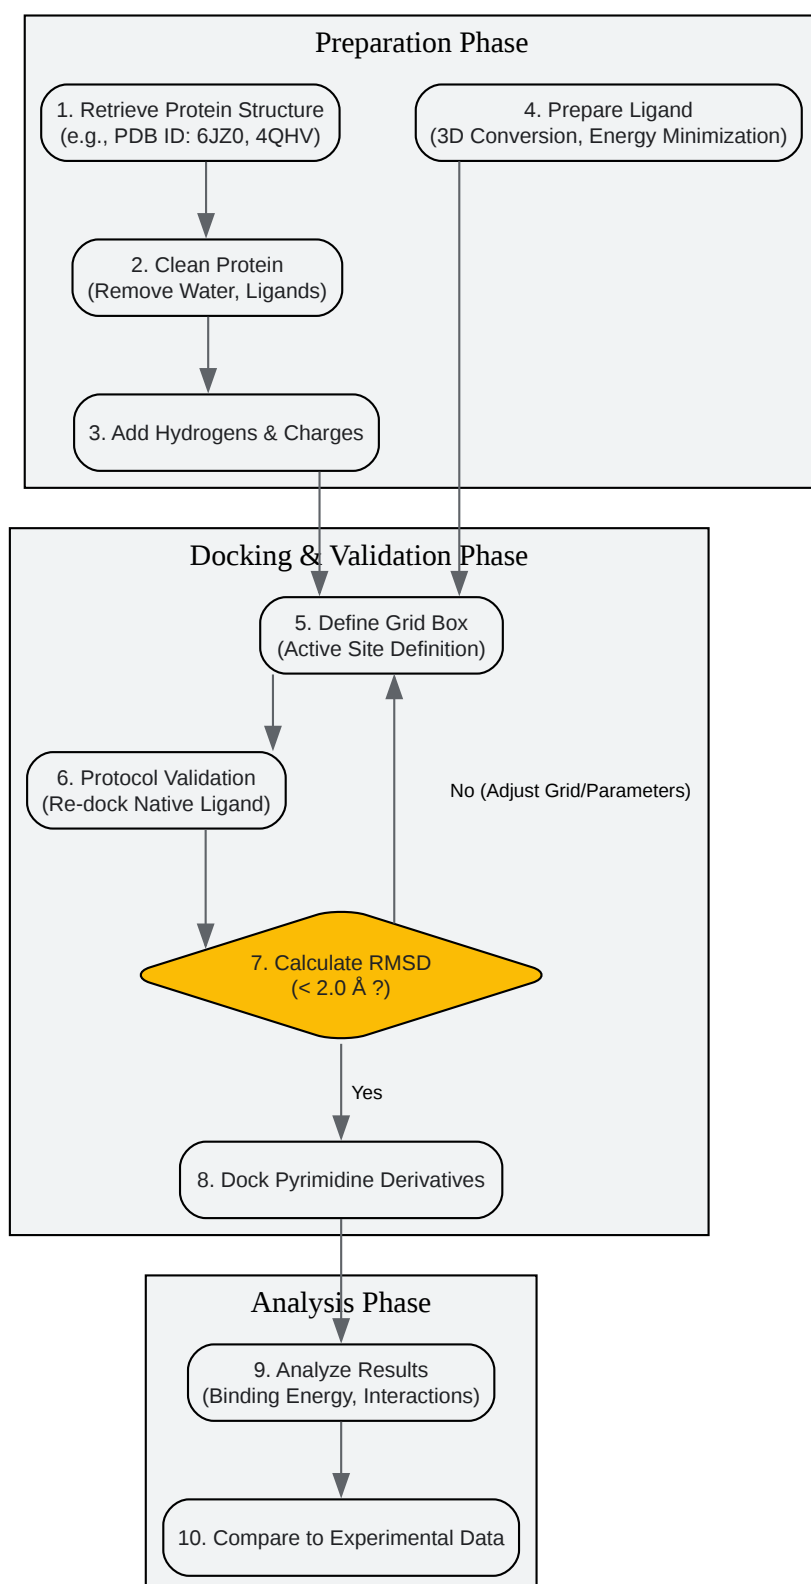 Preparation Phase
1. Retrieve Protein Structure
(e.g., PDB ID: 6JZ0, 4QHV)
4. Prepare Ligand
(3D Conversion, Energy Minimization)
2. Clean Protein
(Remove Water, Ligands)
3. Add Hydrogens & Charges
Docking & Validation Phase
5. Define Grid Box
(Active Site Definition)
6. Protocol Validation
(Re-dock Native Ligand)
No (Adjust Grid/Parameters)
7. Calculate RMSD
(< 2.0 Å ?)
Yes
8. Dock Pyrimidine Derivatives
Analysis Phase
9. Analyze Results
(Binding Energy, Interactions)
10. Compare to Experimental Data